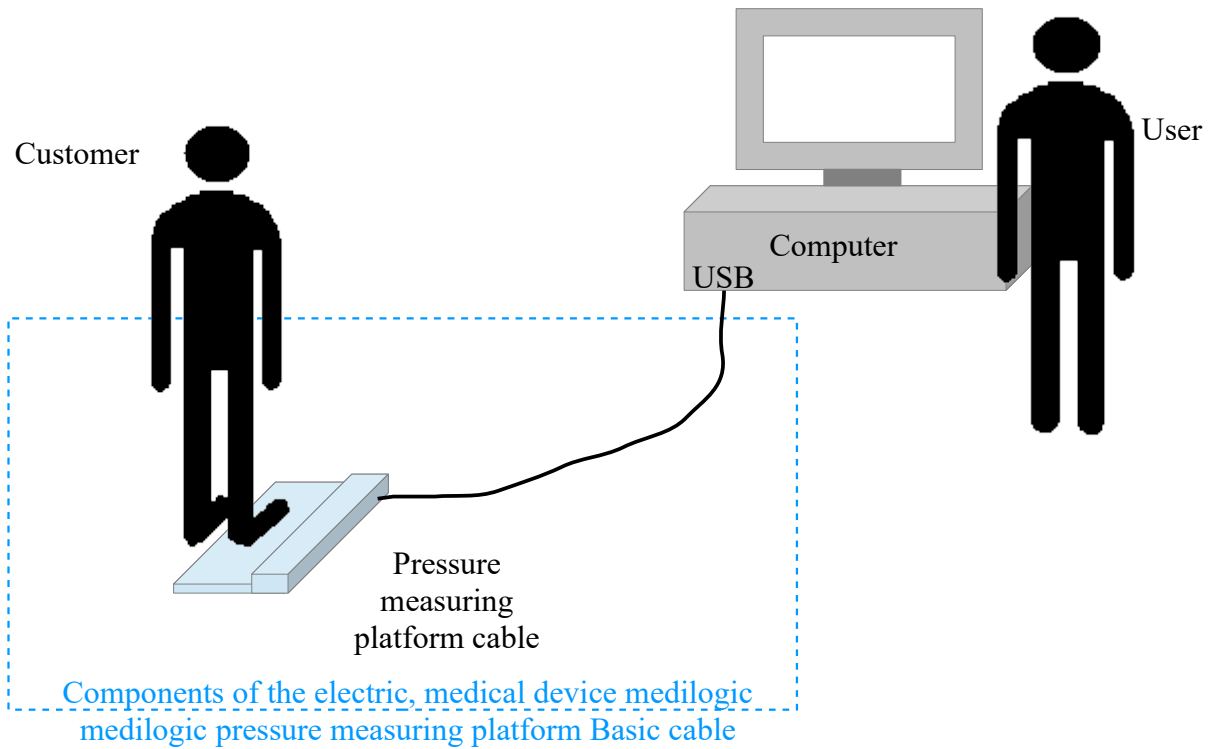 Customer
User
Computer
USB
Pressure
measuring
platform cable
Components of the electric, medical device medilogic
medilogic pressure measuring platform Basic cable